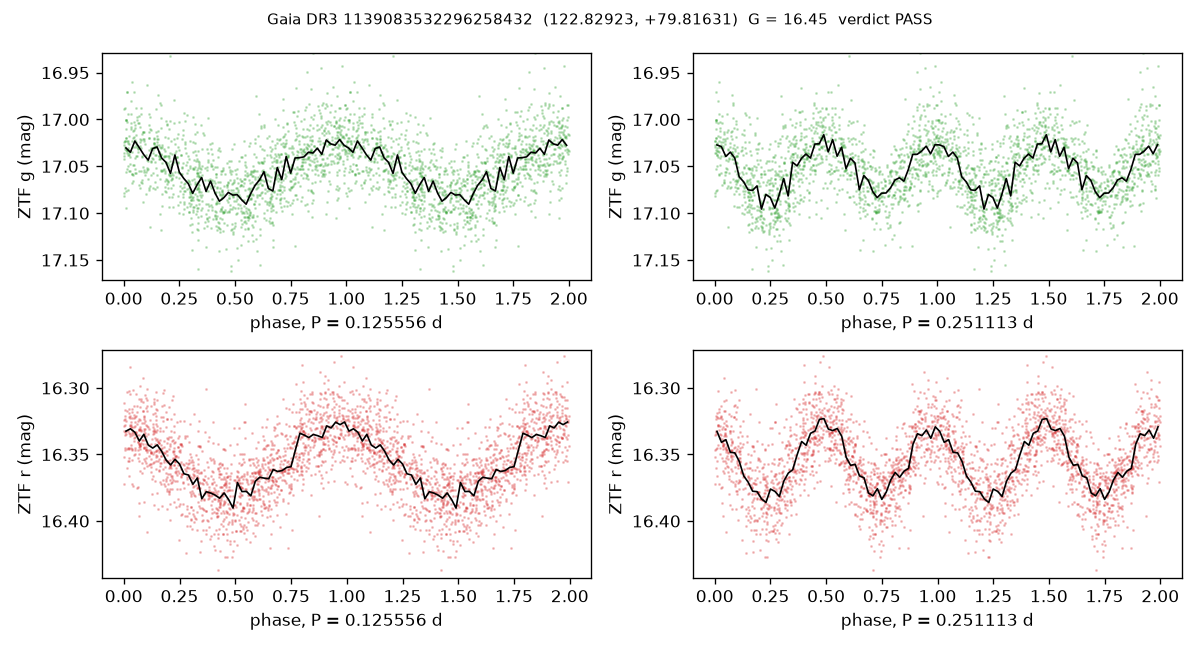 Gaia DR3 1139083532296258432 (122.82923, +79.81631) G = 16.45 verdict PASS
ZTF g (mag)
16.95
17.00
17.05
17.10
17.15
0.00 0.25 0.50 0.75 1.00 1.25 1.50 1.75 2.00
phase, P = 0.125556 d
ZTF g (mag)
16.95
17.00
17.05
17.10
17.15
0.00 0.25 0.50 0.75 1.00 1.25 1.50 1.75 2.00
phase, P = 0.251113 d
ZTF r (mag)
16.30
16.35
16.40
0.00 0.25 0.50 0.75 1.00 1.25 1.50 1.75 2.00
phase, P = 0.125556 d
ZTF r (mag)
16.30
16.35
16.40
0.00 0.25 0.50 0.75 1.00 1.25 1.50 1.75 2.00
phase, P = 0.251113 d